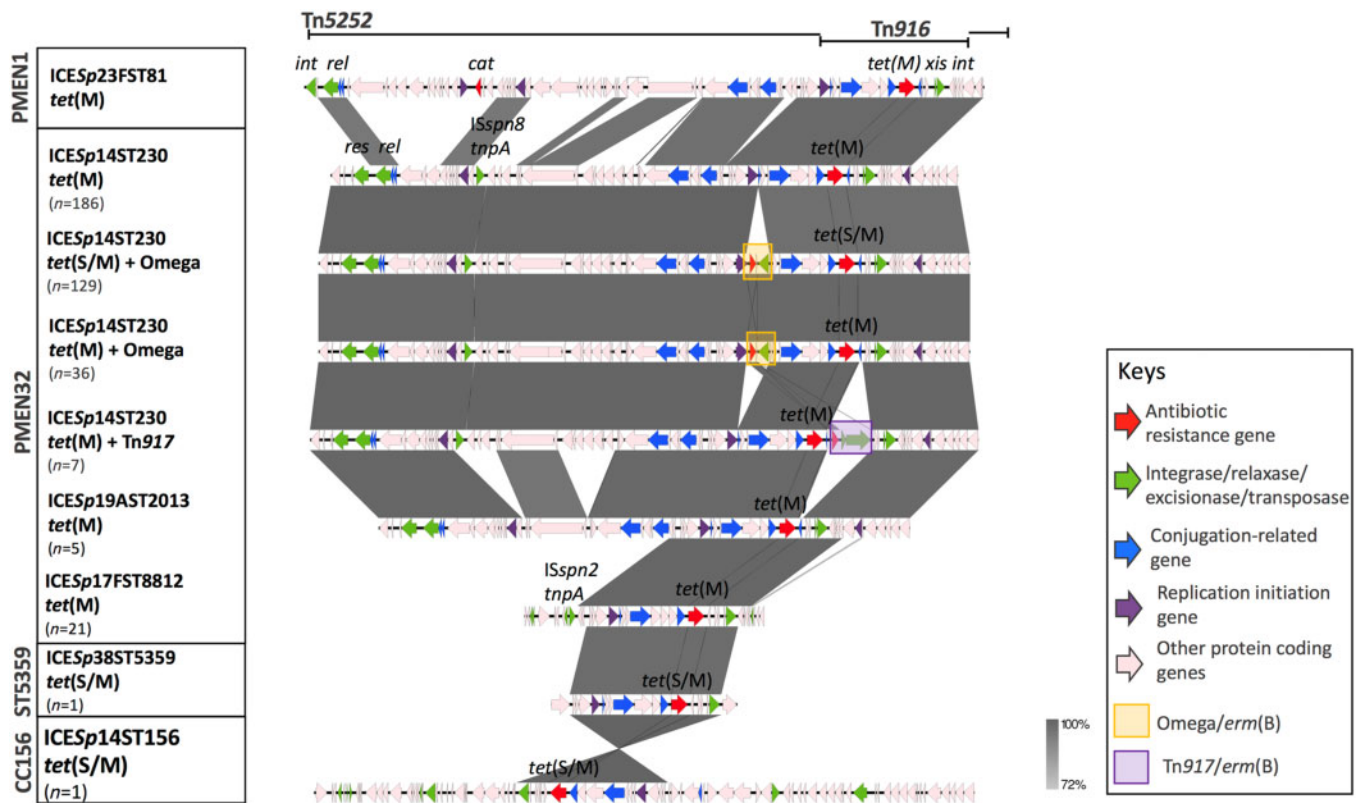 Tn5252
Tn916
PMEN1
ICESp23FST81
tet(M)
int rel
cat
tet(M) xis int
PMEN32
ICESp14ST230
tet(M)
(n=186)
res rel
ISspn8
tnpA
tet(M)
ICESp14ST230
tet(S/M) + Omega
(n=129)
tet(S/M)
ICESp14ST230
tet(M) + Omega
(n=36)
tet(M)
ICESp14ST230
tet(M) + Tn917
(n=7)
tet(M)
ICESp19AST2013
tet(M)
(n=5)
tet(M)
ICESp17FST8812
tet(M)
(n=21)
ISspn2
tnpA
tet(M)
ST5359
ICESp38ST5359
tet(S/M)
(n=1)
tet(S/M)
CC156
ICESp14ST156
tet(S/M)
(n=1)
tet(S/M)
100%
72%
Keys
Antibiotic
resistance gene
Integrase/relaxase/
excisionase/transposase
Conjugation-related
gene
Replication initiation
gene
Other protein coding
genes
Omega/erm(B)
Tn917/erm(B)